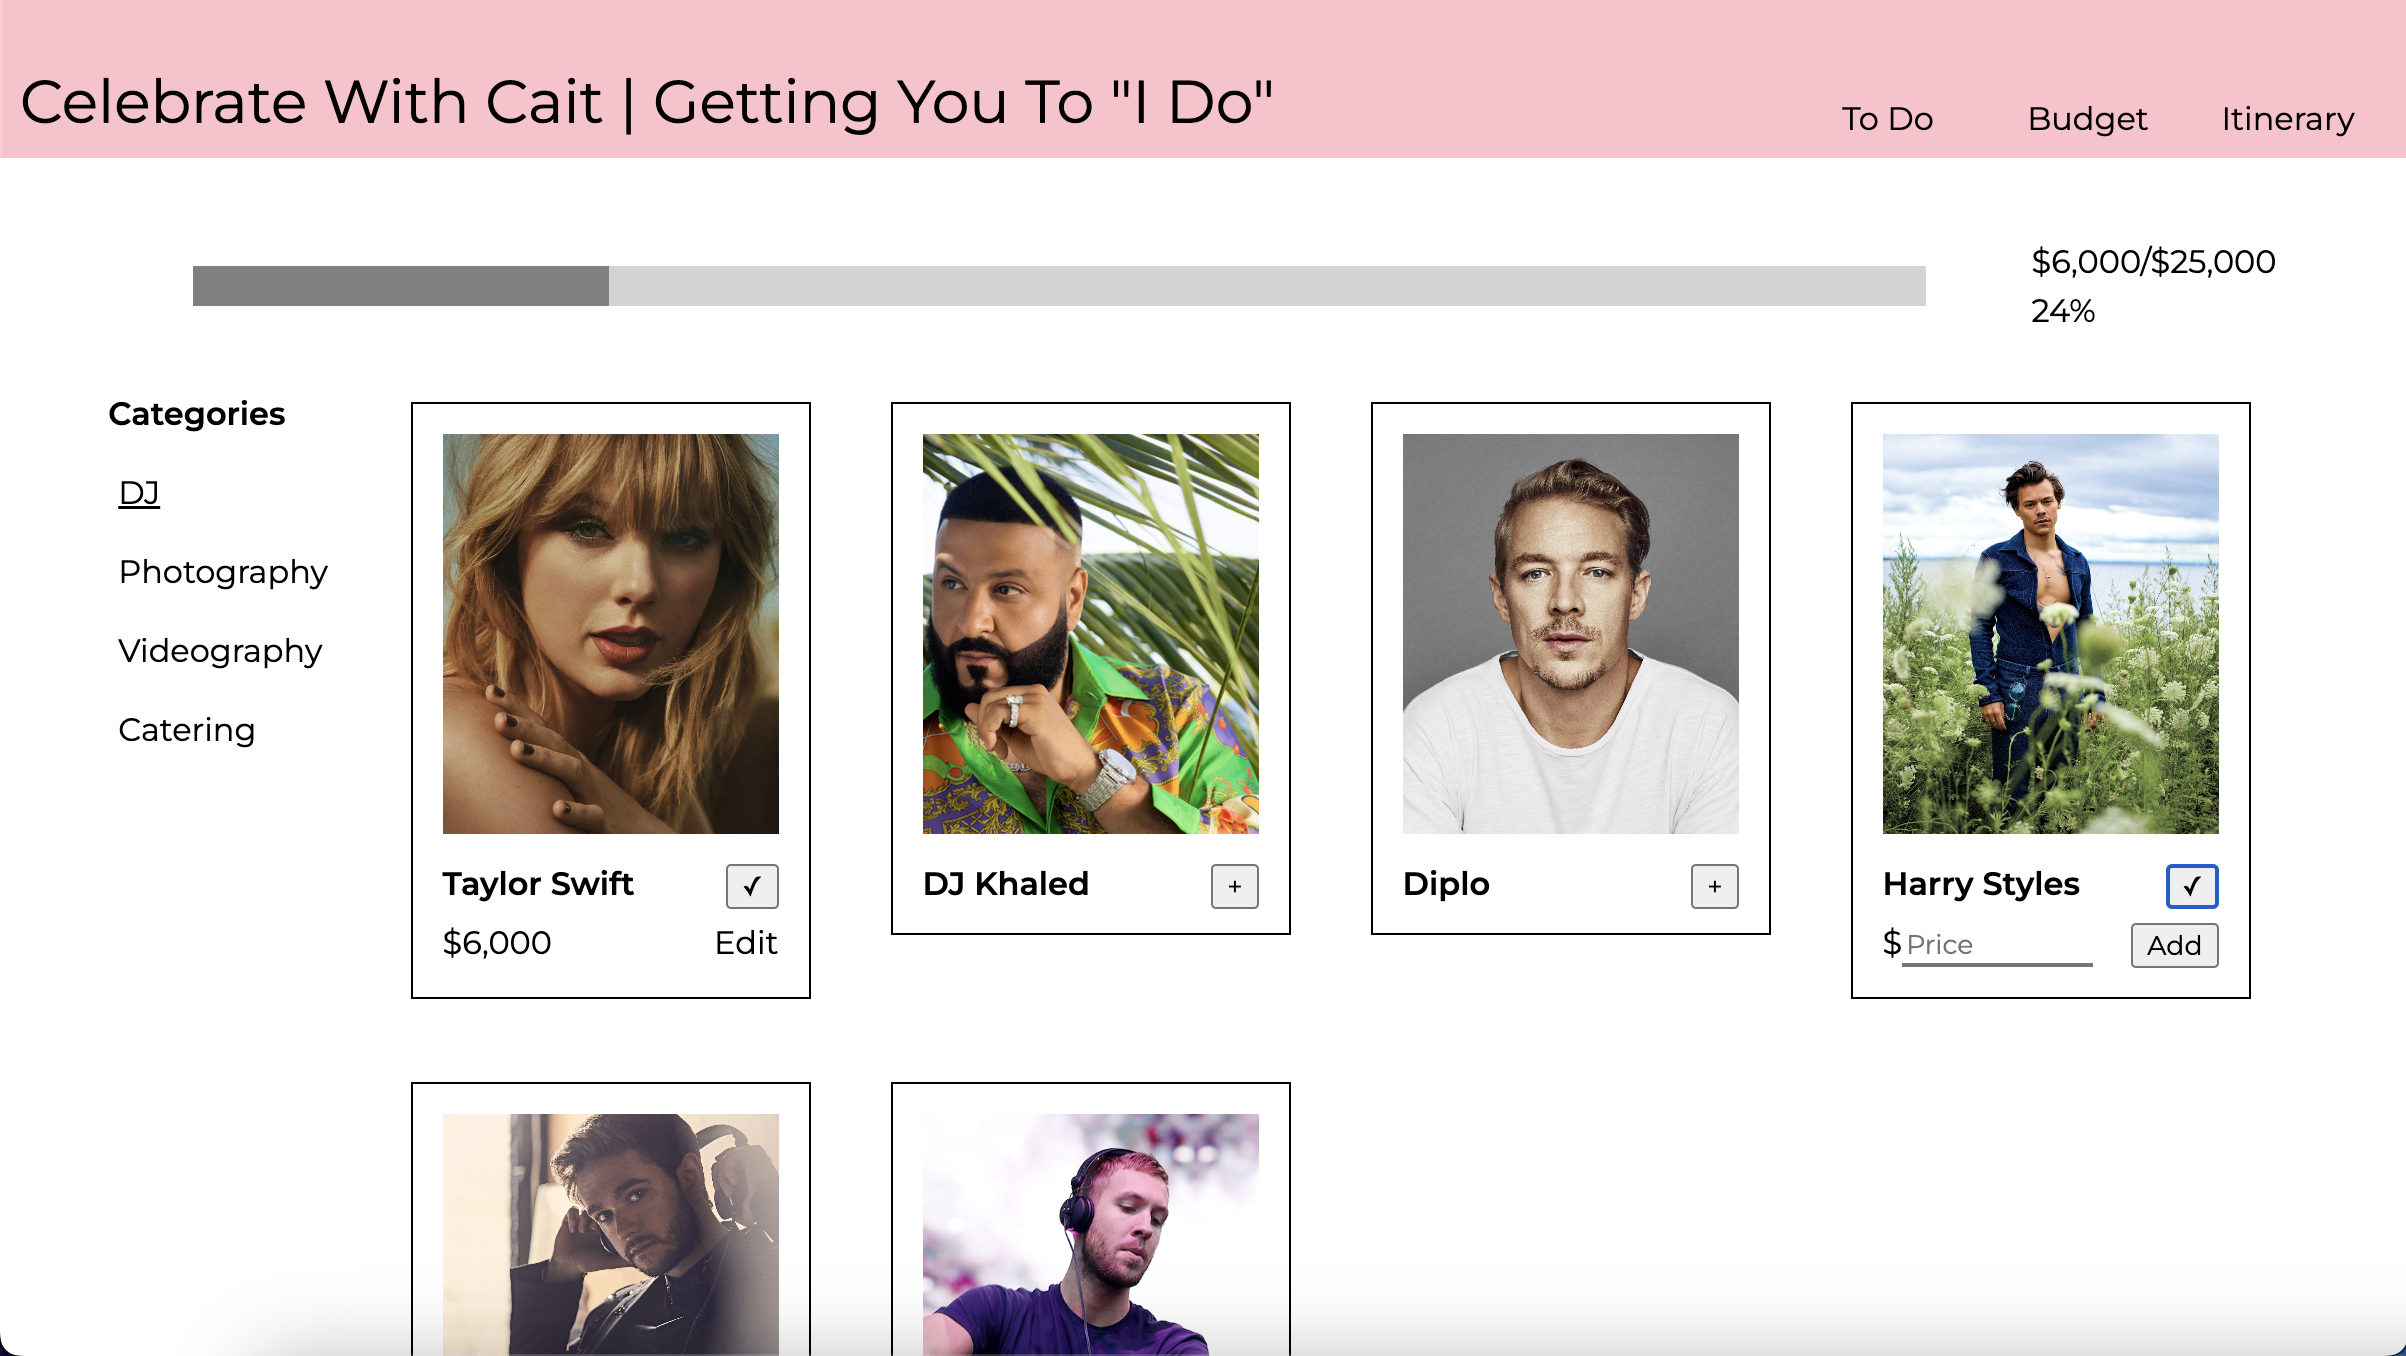 Celebrate With Cait | Getting You To "I Do"
To Do
Budget
Itinerary
$6,000/$25,000
24%
Categories
DJ
Photography
Videography
Catering
Taylor Swift ✓
$6,000 Edit
DJ Khaled +
Diplo +
Harry Styles ✓
$ Price Add